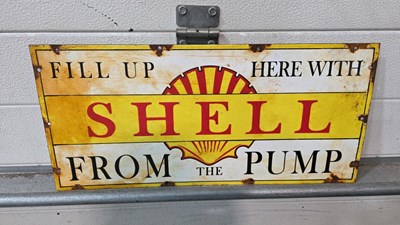 FILL UP HERE WITH
SHELL
FROM THE PUMP